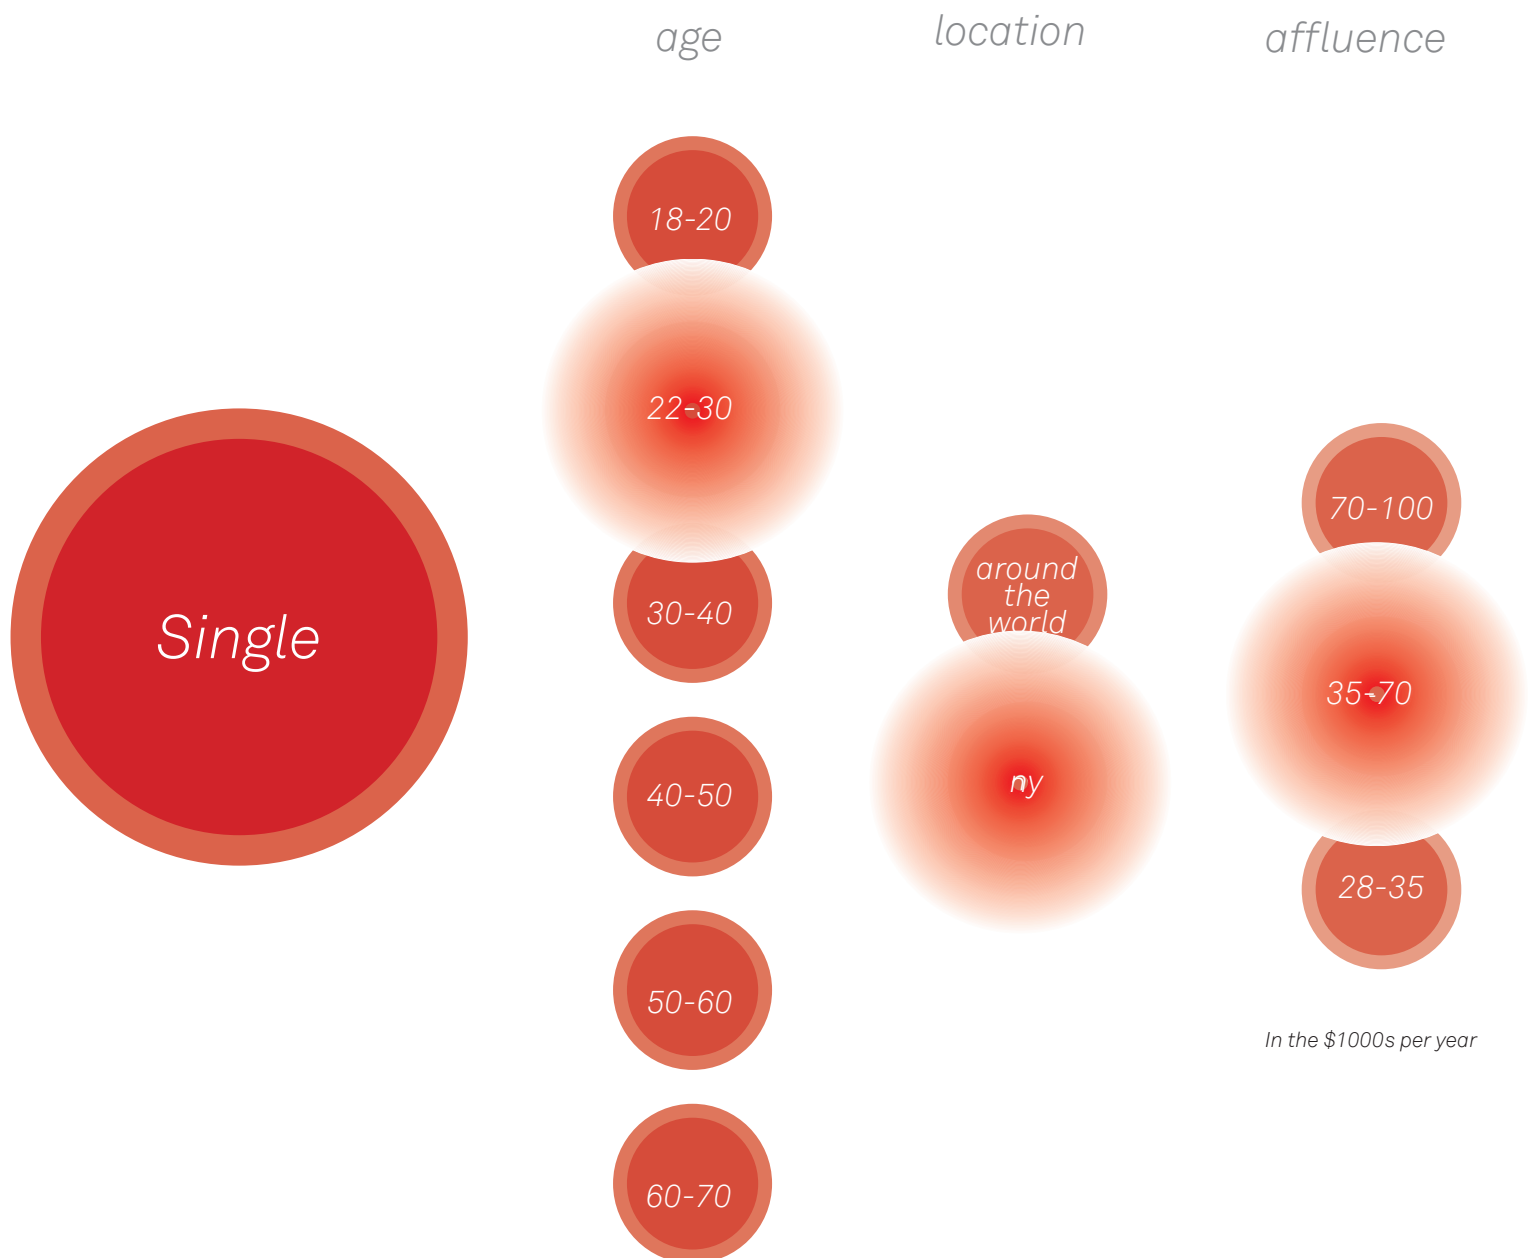 age
location
affluence
Single
18-20
22-30
30-40
40-50
50-60
60-70
around
the
world
ny
70-100
35-70
28-35
In the $1000s per year